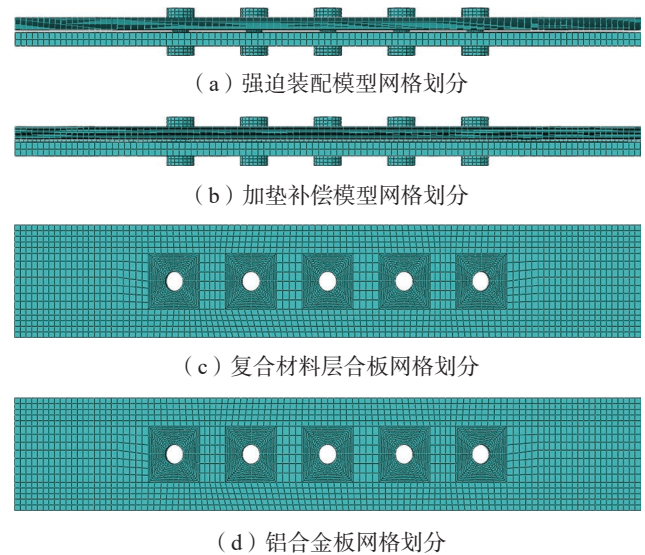 （a）强迫装配模型网格划分
（b）加垫补偿模型网格划分
（c）复合材料层合板网格划分
（d）铝合金板网格划分